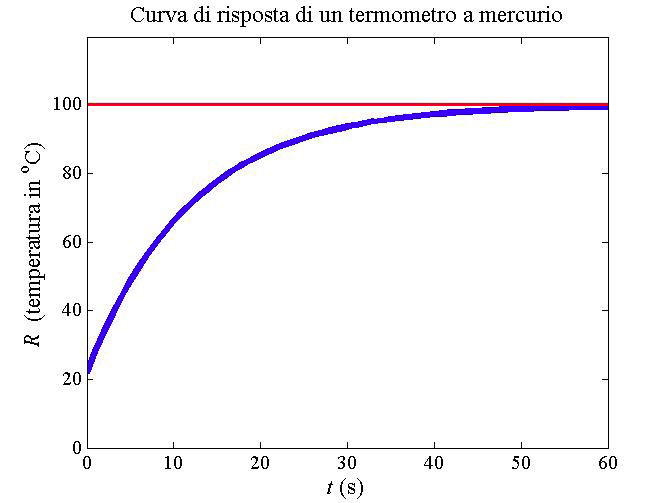 Curva di risposta di un termometro a mercurio
R (temperatura in °C)
100
80
60
40
20
0
0 10 20 30 40 50 60
t (s)